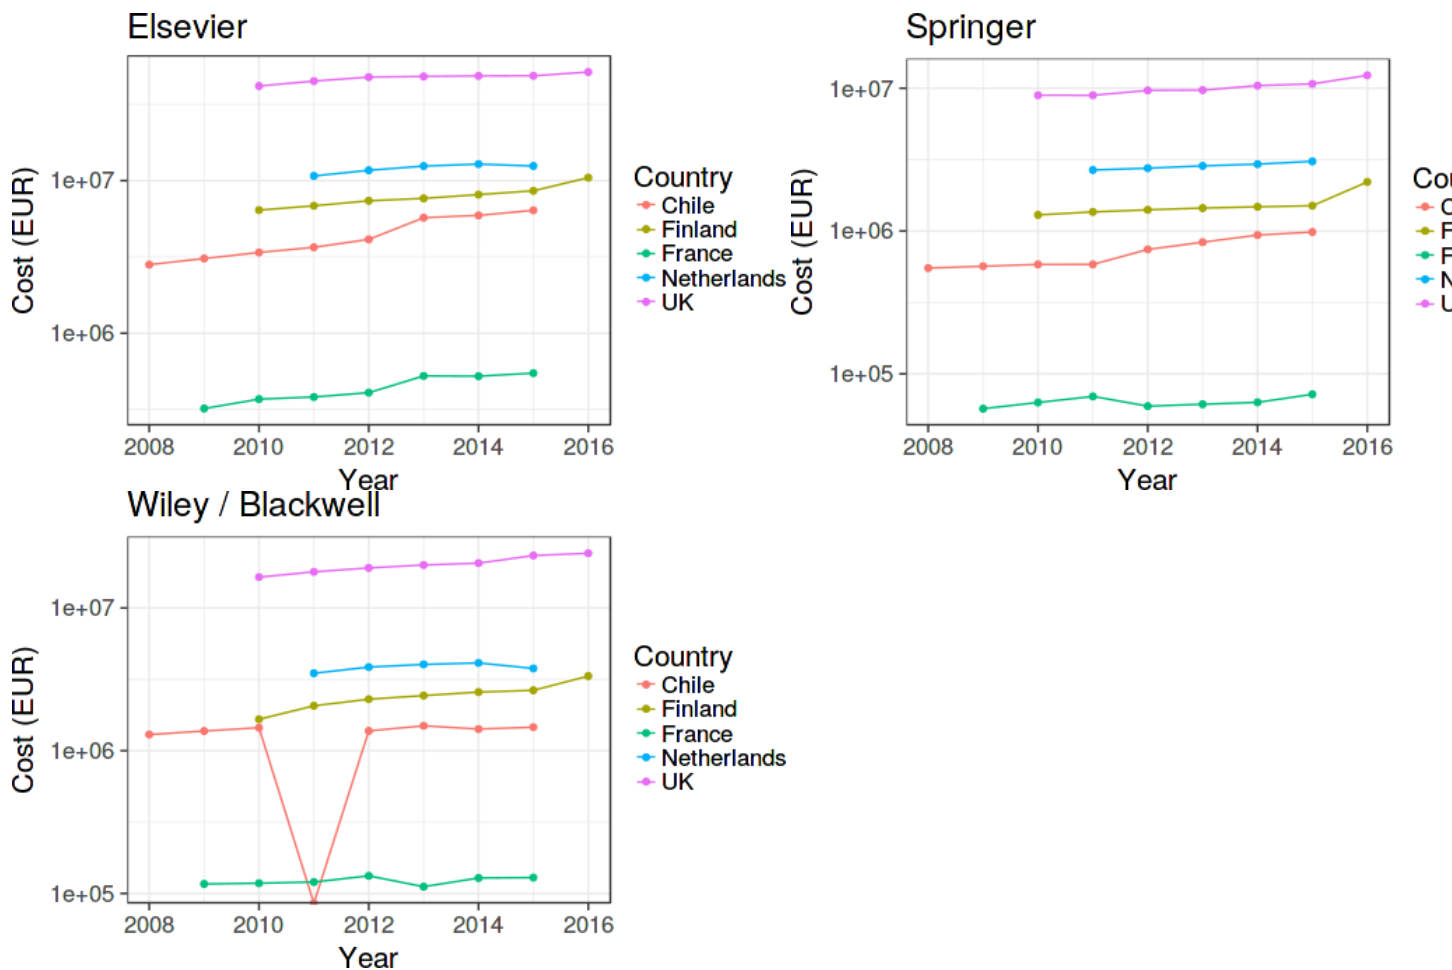 Elsevier
Cost (EUR)
1e+07
1e+06
2008 2010 2012 2014 2016
Year
Country
Chile
Finland
France
Netherlands
UK
Springer
Cost (EUR)
1e+07
1e+06
1e+05
2008 2010 2012 2014 2016
Year
Cou
C
F
F
N
U
Wiley / Blackwell
Cost (EUR)
1e+07
1e+06
1e+05
2008 2010 2012 2014 2016
Year
Country
Chile
Finland
France
Netherlands
UK